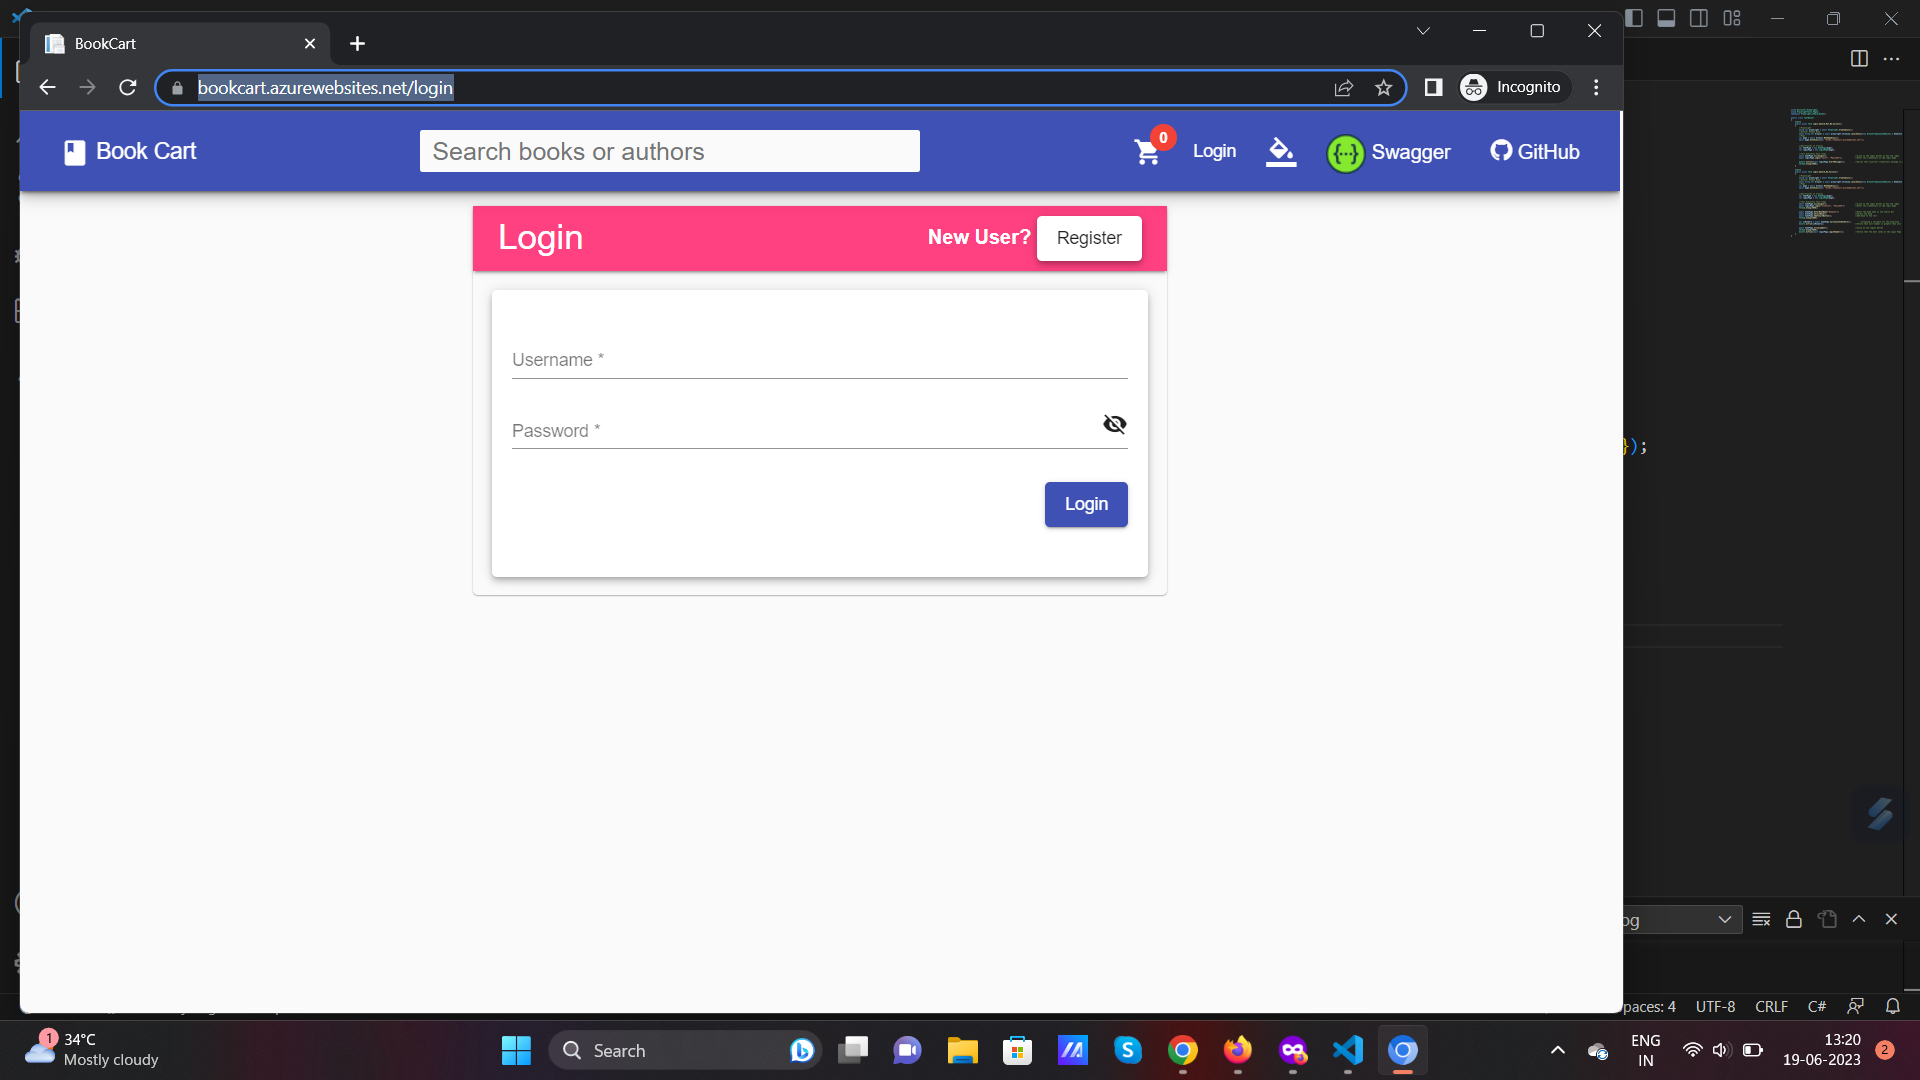 BookCart
bookcart.azurewebsites.net/login
Incognito
Book Cart
Search books or authors
0
Login
Swagger
GitHub
Login
New User?
Register
Username *
Password *
Login
});
og
paces: 4
UTF-8
CRLF
C#
1
34°C
Mostly cloudy
Search
ENG
IN
13:20
19-06-2023
2